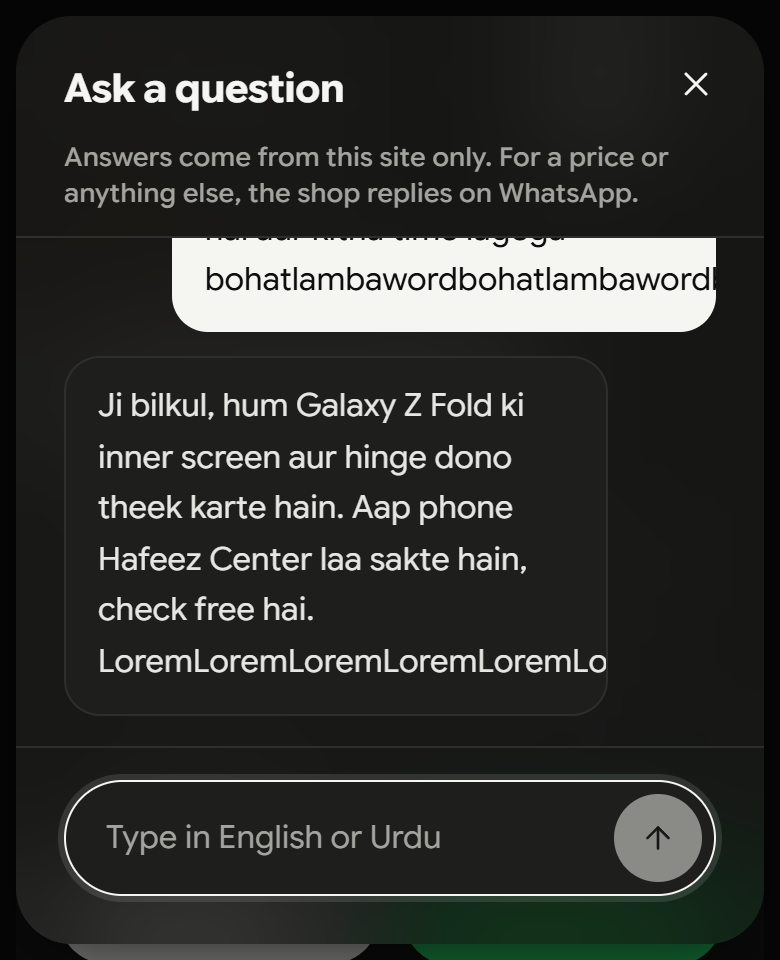 Ask a question
Answers come from this site only. For a price or
anything else, the shop replies on WhatsApp.
bohatlambawordbohatlambaword
Ji bilkul, hum Galaxy Z Fold ki
inner screen aur hinge dono
theek karte hain. Aap phone
Hafeez Center laa sakte hain,
check free hai.
LoremLoremLoremLoremLoremLo
Type in English or Urdu